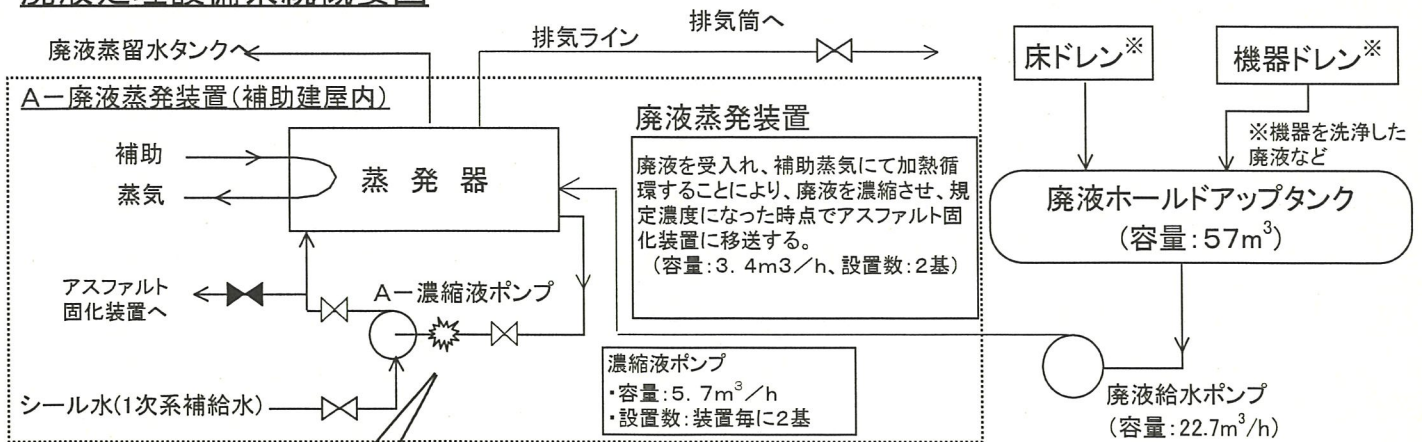 廃液処理設備系統概要図
排気筒へ
排気ライン
廃液蒸留水タンクへ
床ドレン※
機器ドレン※
A-廃液蒸発装置(補助建屋内)
※機器を洗浄した
廃液など
補助
蒸気
蒸 発 器
廃液蒸発装置
廃液を受入れ、補助蒸気にて加熱循
環することにより、廃液を濃縮させ、規
定濃度になった時点でアスファルト固
化装置に移送する。
(容量:3.4m3/h、設置数:2基)
廃液ホールドアップタンク
(容量:57m³)
アスファルト
固化装置へ
A-濃縮液ポンプ
濃縮液ポンプ
・容量:5.7m³/h
・設置数:装置毎に2基
シール水(1次系補給水)
廃液給水ポンプ
(容量:22.7m³/h)